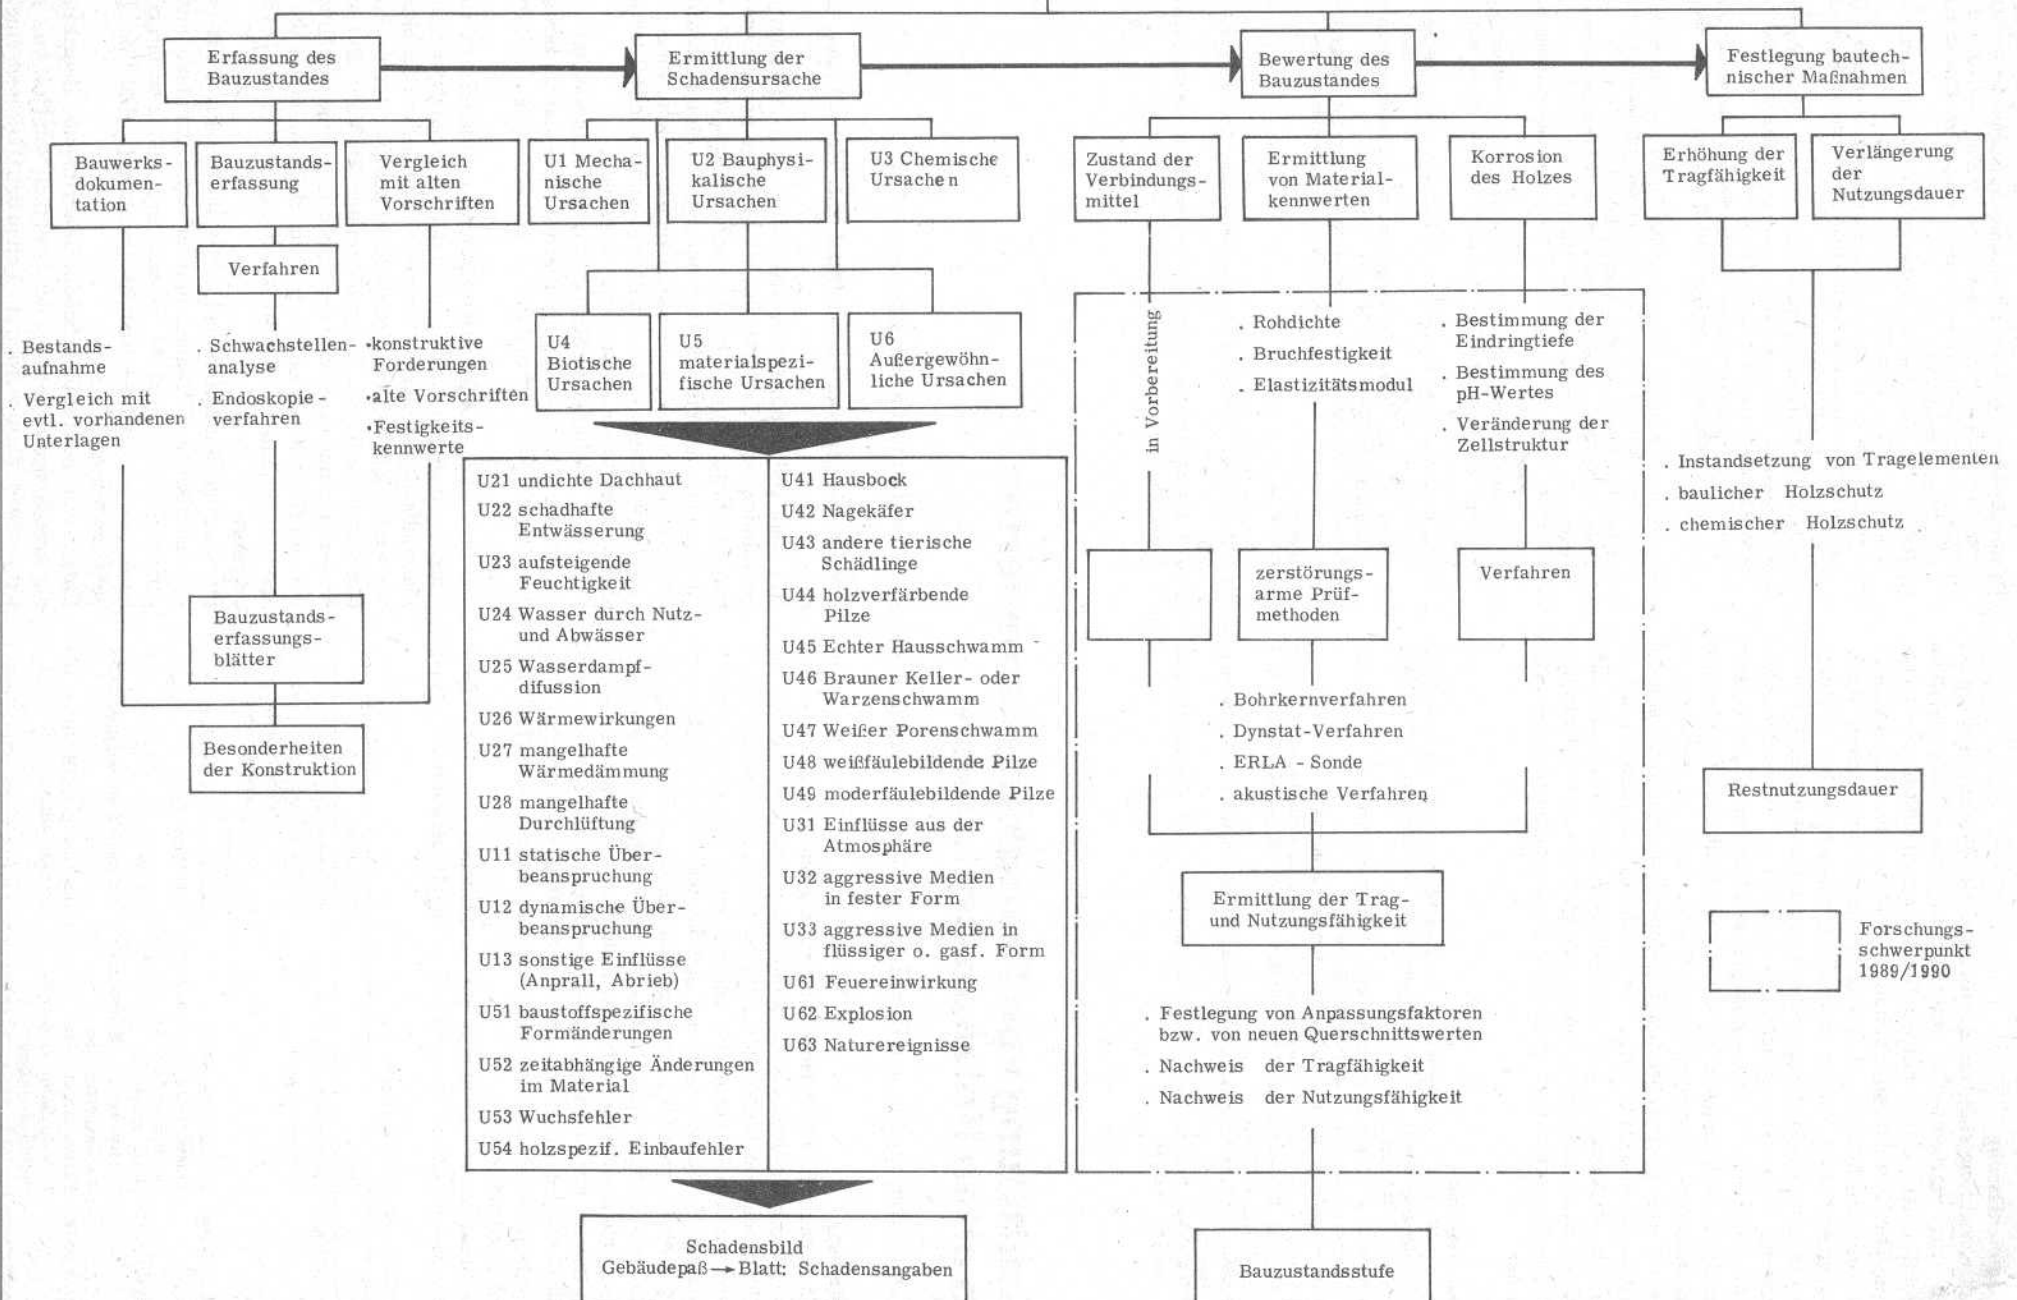 Erfassung des
Bauzustandes
Ermittlung der
Schadensursache
Bewertung des
Bauzustandes
Festlegung bautech-
nischer Maßnahmen
Bauwerks-
dokumen-
tation
Bauzustands-
erfassung
Vergleich
mit alten
Vorschriften
U1 Mecha-
nische
Ursachen
U2 Bauphysi-
kalische
Ursachen
U3 Chemische
Ursachen
Zustand der
Verbindungs-
mittel
Ermittlung
von Material-
kennwerten
Korrosion
des Holzes
Erhöhung der
Tragfähigkeit
Verlängerung
der
Nutzungsdauer
Verfahren
. Bestands-
aufnahme
. Vergleich mit
evtl. vorhandenen
Unterlagen
. Schwachstellen-
analyse
. Endoskopie-
verfahren
•konstruktive
Forderungen
•alte Vorschriften
•Festigkeits-
kennwerte
U4
Biotische
Ursachen
U5
materialspezi-
fische Ursachen
U6
Außergewöhn-
liche Ursachen
in Vorbereitung
. Rohdichte
. Bruchfestigkeit
. Elastizitätsmodul
. Bestimmung der
Eindringtiefe
. Bestimmung des
pH-Wertes
. Veränderung der
Zellstruktur
. Instandsetzung von Tragelementen
. baulicher Holzschutz
. chemischer Holzschutz
Bauzustands-
erfassungs-
blätter
Besonderheiten
der Konstruktion
U21 undichte Dachhaut
U22 schadhafte
Entwässerung
U23 aufsteigende
Feuchtigkeit
U24 Wasser durch Nutz-
und Abwässer
U25 Wasserdampf-
difussion
U26 Wärmewirkungen
U27 mangelhafte
Wärmedämmung
U28 mangelhafte
Durchlüftung
U11 statische Über-
beanspruchung
U12 dynamische Über-
beanspruchung
U13 sonstige Einflüsse
(Anprall, Abrieb)
U51 baustoffspezifische
Formänderungen
U52 zeitabhängige Änderungen
im Material
U53 Wuchsfehler
U54 holzspezif. Einbaufehler
U41 Hausbock
U42 Nagekäfer
U43 andere tierische
Schädlinge
U44 holzverfärbende
Pilze
U45 Echter Hausschwamm
U46 Brauner Keller- oder
Warzenschwamm
U47 Weißer Porenschwamm
U48 weißfäulebildende Pilze
U49 moderfäulebildende Pilze
U31 Einflüsse aus der
Atmosphäre
U32 aggressive Medien
in fester Form
U33 aggressive Medien in
flüssiger o. gasf. Form
U61 Feuereinwirkung
U62 Explosion
U63 Naturereignisse
zerstörungs-
arme Prüf-
methoden
Verfahren
. Bohrkernverfahren
. Dynstat-Verfahren
. ERLA - Sonde
. akustische Verfahren
Ermittlung der Trag-
und Nutzungsfähigkeit
. Festlegung von Anpassungsfaktoren
bzw. von neuen Querschnittswerten
. Nachweis der Tragfähigkeit
. Nachweis der Nutzungsfähigkeit
Restnutzungsdauer
Forschungs-
schwerpunkt
1989/1990
Schadensbild
Gebäudepaß→Blatt: Schadensangaben
Bauzustandsstufe